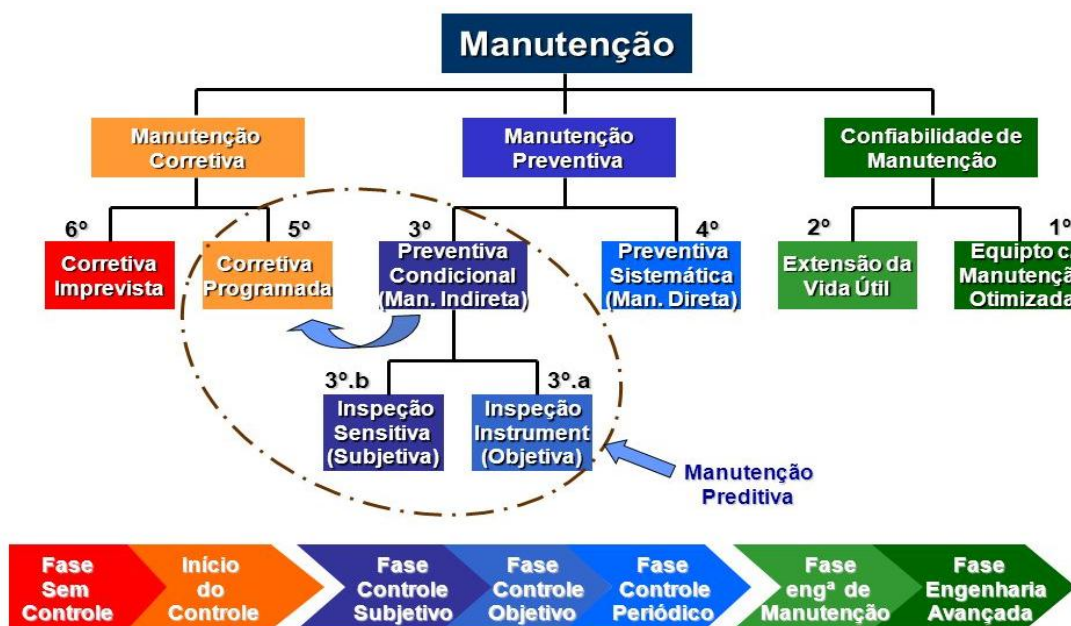 Manutenção
Manutenção
Corretiva
Manutenção
Preventiva
Confiabilidade de
Manutenção
6º
Corretiva
Imprevista
5º
Corretiva
Programada
3º
Preventiva
Condicional
(Man. Indireta)
4º
Preventiva
Sistemática
(Man. Direta)
2º
Extensão da
Vida Útil
1º
Equipto c.
Manutençã
Otimizada
3º.b
Inspeção
Sensitiva
(Subjetiva)
3º.a
Inspeção
Instrument
(Objetiva)
Manutenção
Preditiva
Fase
Sem
Controle
Início
do
Controle
Fase
Controle
Subjetivo
Fase
Controle
Objetivo
Fase
Controle
Periódico
Fase
engª de
Manutenção
Fase
Engenharia
Avançada